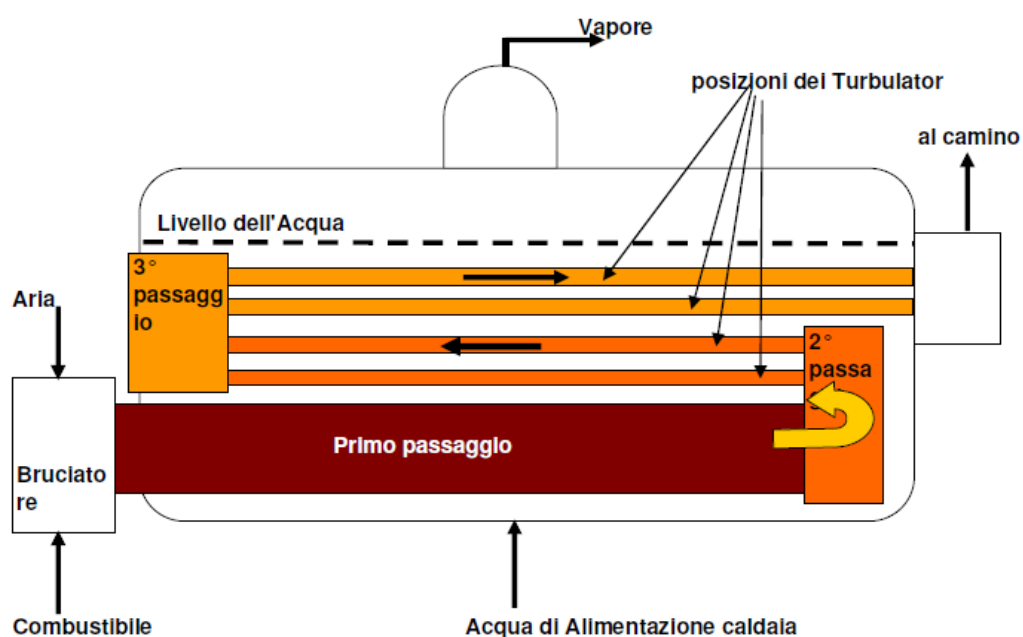 Vapore
posizioni dei Turbulator
al camino
Livello dell'Acqua
3°
passagg
io
Aria
2°
passa
Primo passaggio
Bruciato
re
Combustibile
Acqua di Alimentazione caldaia